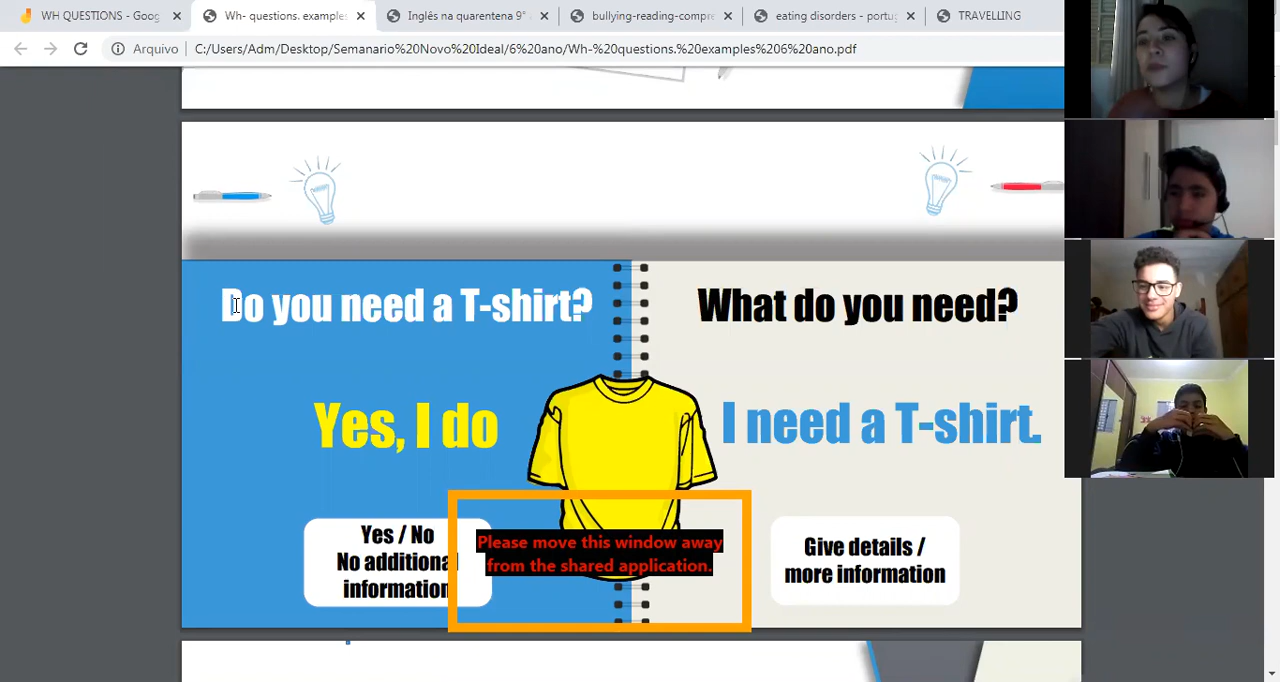 WH QUESTIONS - Goog
Wh- questions. examples
Inglês na quarentena 9°
bullying-reading-compre
eating disorders - portug
TRAVELLING
Arquivo
C:/Users/Adm/Desktop/Semanario%20Novo%20Ideal/6%20ano/Wh-%20questions.%20examples%206%20ano.pdf
Do you need a T-shirt?
What do you need?
Yes, I do
I need a T-shirt.
Yes / No
No additional
information
Please move this window away
from the shared application.
Give details /
more information